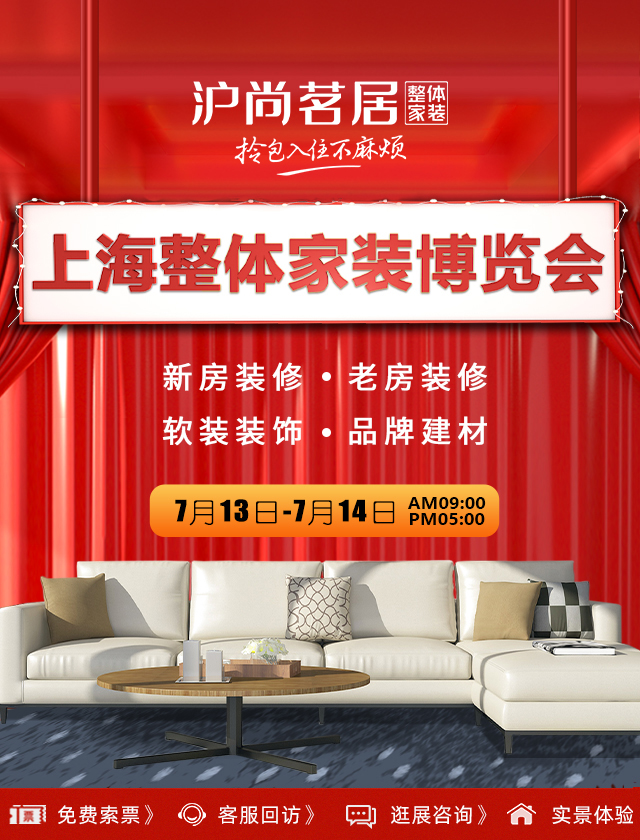 沪尚茗居 整体家装
拎包入住不麻烦
上海整体家装博览会
新房装修·老房装修
软装装饰·品牌建材
7月13日-7月14日 AM09:00 PM05:00
票 免费索票》 客服回访》 逛展咨询》 实景体验